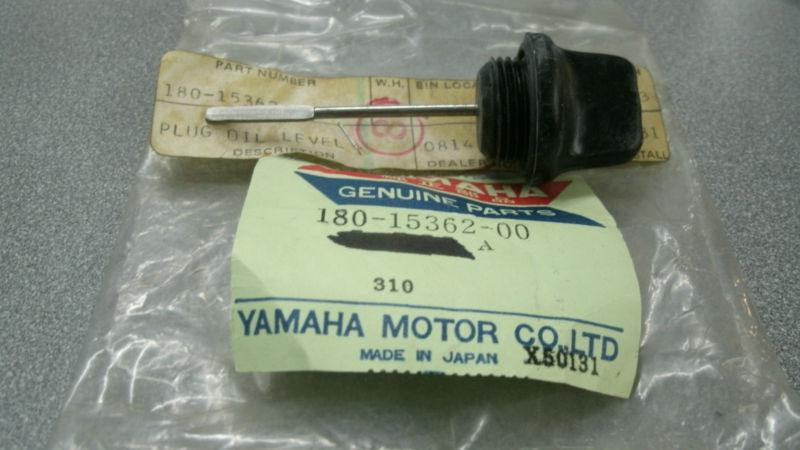 PART NUMBER W.H. BIN LOCA
180-15362
8
PLUG OIL LEVEL 0814
DESCRIPTION DEALER
GENUINE PARTS
180-15362-00
A
310
YAMAHA MOTOR CO.,LTD
MADE IN JAPAN X50131